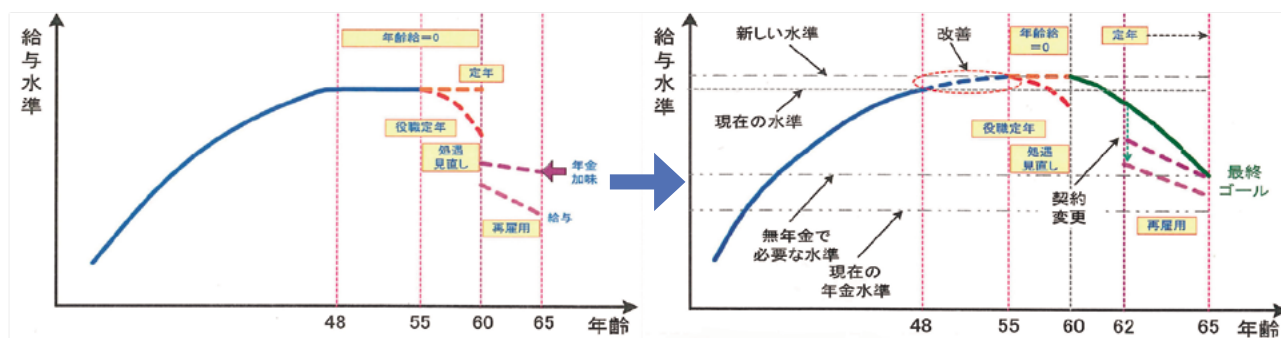 給与水準
年齢給＝0
定年
役職定年
処遇
見直し
年金
加味
給与
再雇用
48
55
60
65
年齢
給与水準
新しい水準
改善
年齢給
＝0
定年
現在の水準
役職定年
処遇
見直し
契約
変更
最終
ゴール
再雇用
無年金で
必要な水準
現在の
年金水準
48
55
60
62
65
年齢